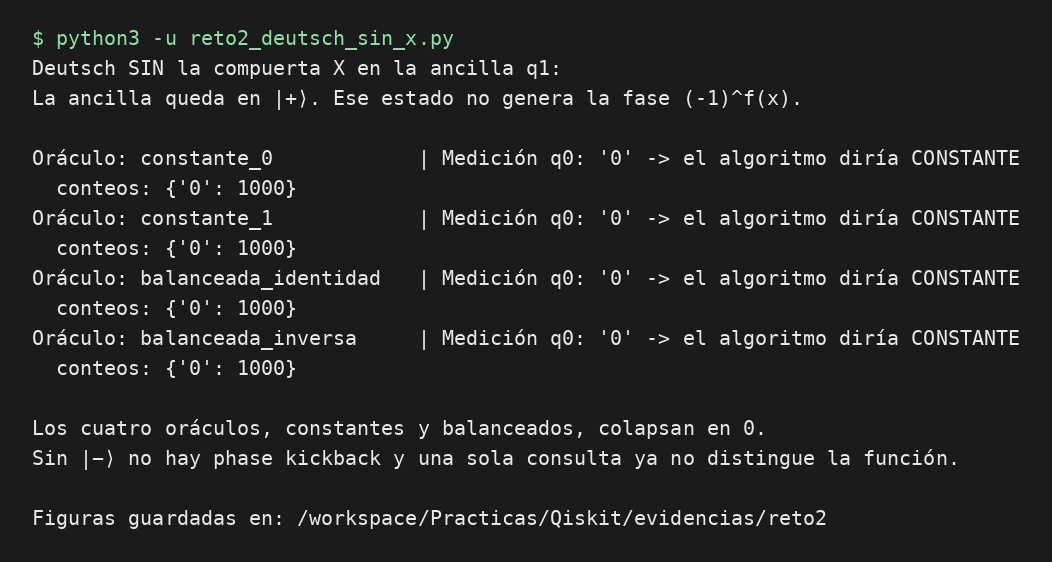 $ python3 -u reto2_deutsch_sin_x.py
Deutsch SIN la compuerta X en la ancilla q1:
La ancilla queda en |+⟩. Ese estado no genera la fase (-1)^f(x).
Oráculo: constante_0            | Medición q0: '0' -> el algoritmo diría CONSTANTE
  conteos: {'0': 1000}
Oráculo: constante_1            | Medición q0: '0' -> el algoritmo diría CONSTANTE
  conteos: {'0': 1000}
Oráculo: balanceada_identidad   | Medición q0: '0' -> el algoritmo diría CONSTANTE
  conteos: {'0': 1000}
Oráculo: balanceada_inversa     | Medición q0: '0' -> el algoritmo diría CONSTANTE
  conteos: {'0': 1000}
Los cuatro oráculos, constantes y balanceados, colapsan en 0.
Sin |−⟩ no hay phase kickback y una sola consulta ya no distingue la función.
Figuras guardadas en: /workspace/Practicas/Qiskit/evidencias/reto2